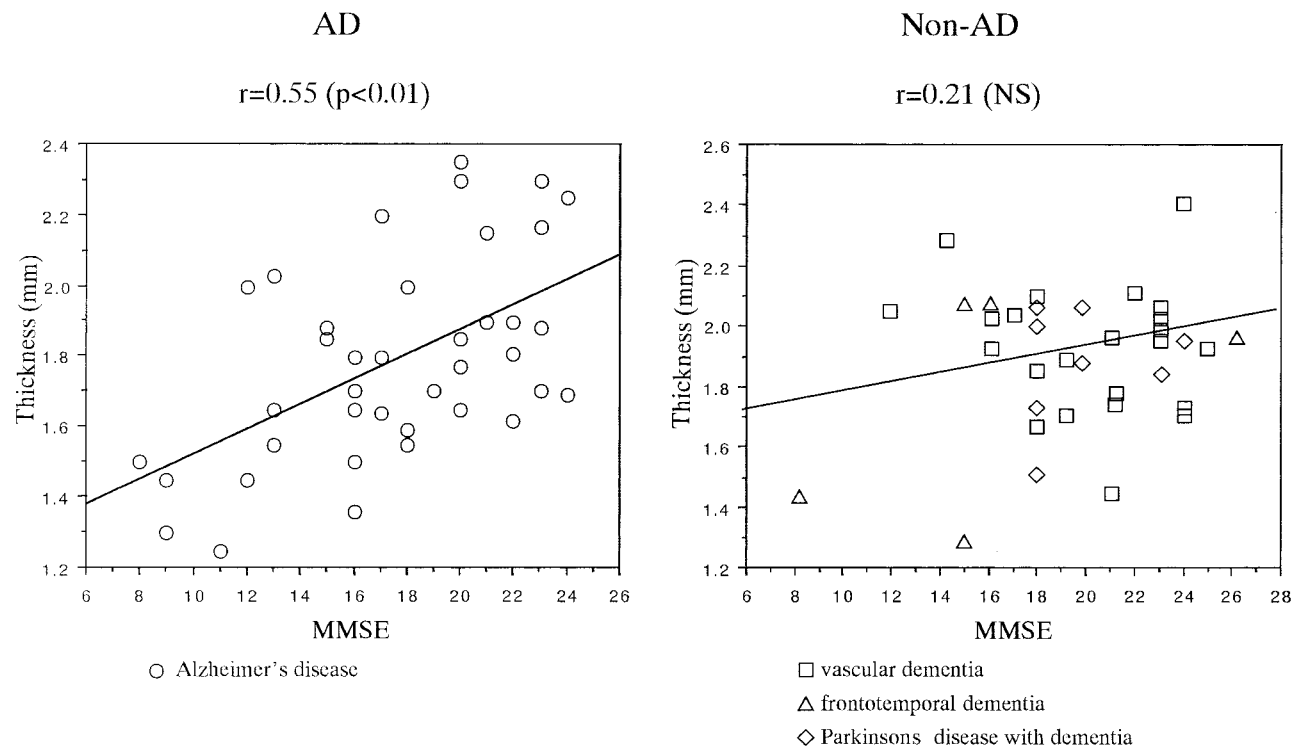 AD
r=0.55 (p<0.01)
Thickness (mm)
2.4
2.2
2.0
1.8
1.6
1.4
1.2
6 8 10 12 14 16 18 20 22 24 26
MMSE
Alzheimer's disease
Non-AD
r=0.21 (NS)
Thickness (mm)
2.6
2.4
2.2
2.0
1.8
1.6
1.4
1.2
6 8 10 12 14 16 18 20 22 24 26 28
MMSE
vascular dementia
frontotemporal dementia
Parkinsons disease with dementia